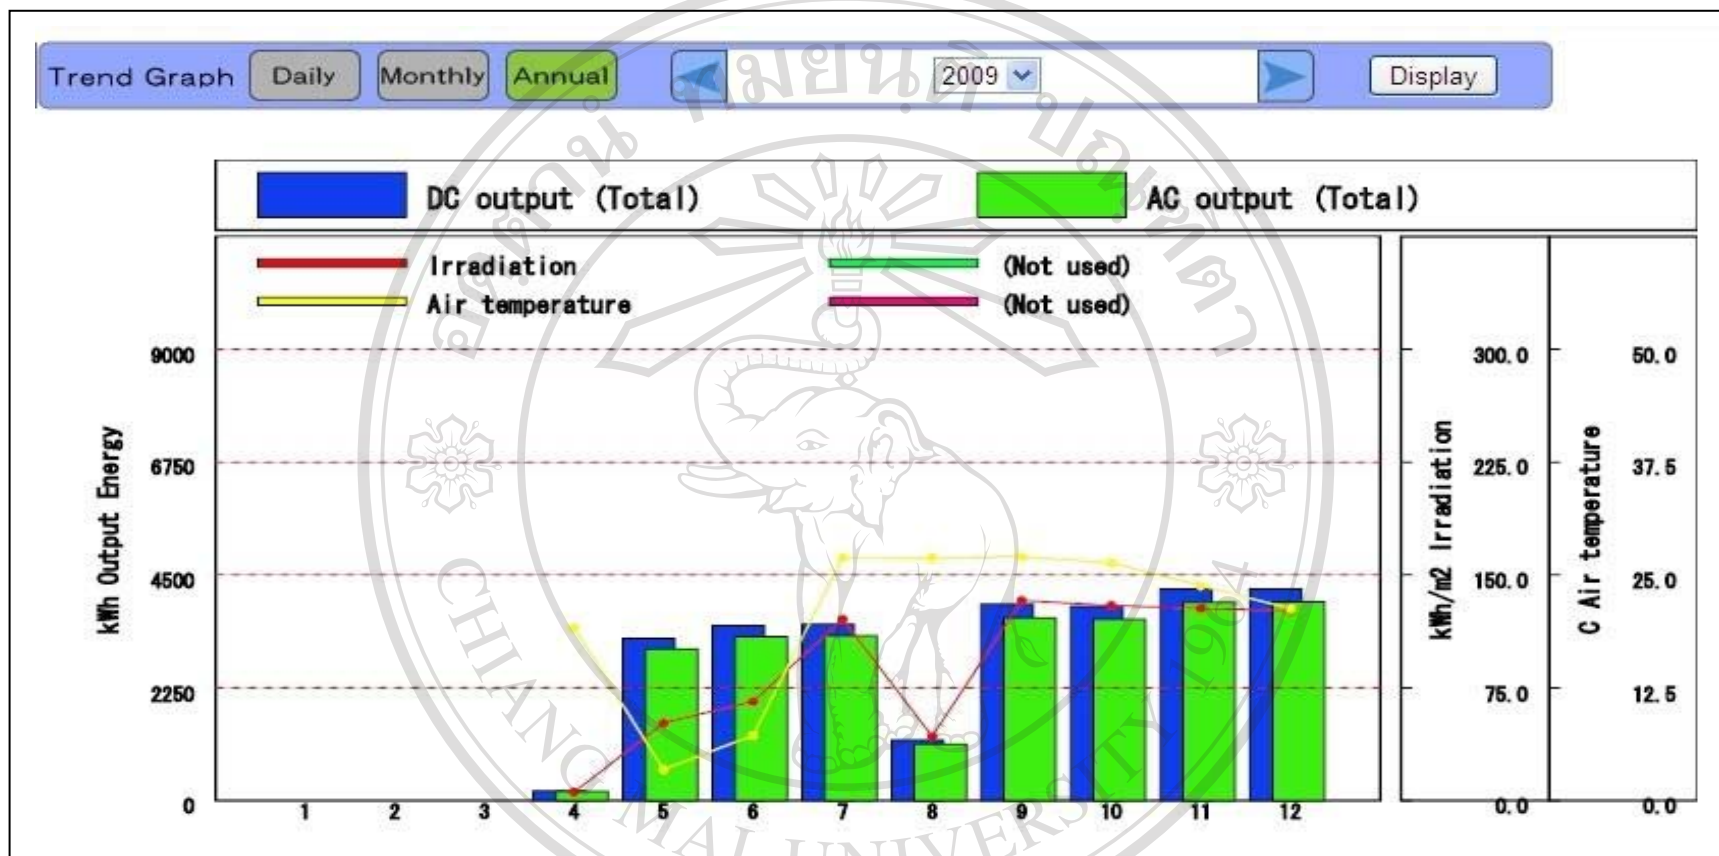 Trend Graph Daily Monthly Annual 2009 Display
DC output (Total) AC output (Total)
Irradiation (Not used)
Air temperature (Not used)
kWh Output Energy
9000
6750
4500
2250
0
1 2 3 4 5 6 7 8 9 10 11 12
kWh/m2 Irradiation
300.0
225.0
150.0
75.0
0.0
C Air temperature
50.0
37.5
25.0
12.5
0.0
CHIANG MAI UNIVERSITY 1964